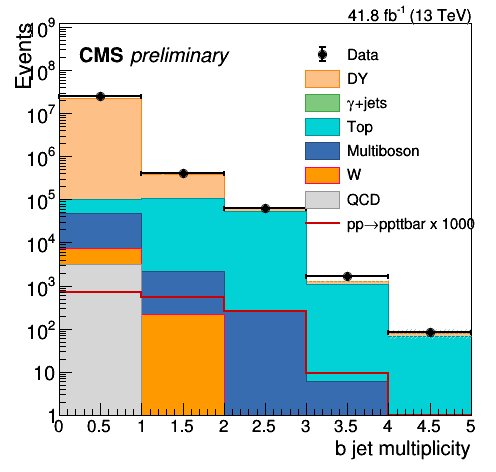 41.8 fb⁻¹ (13 TeV)
Events
CMS preliminary
Data
DY
γ+jets
Top
Multiboson
W
QCD
pp→ppttbar x 1000
10⁹
10⁸
10⁷
10⁶
10⁵
10⁴
10³
10²
10
1
0 0.5 1 1.5 2 2.5 3 3.5 4 4.5 5
b jet multiplicity